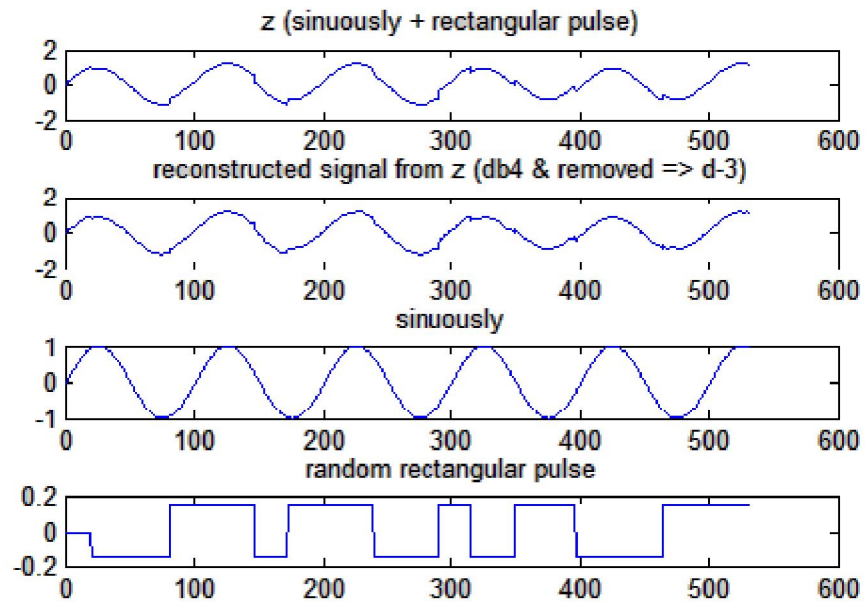 z (sinuously + rectangular pulse)
2
0
-2
0 100 200 300 400 500 600
reconstructed signal from z (db4 & removed => d-3)
2
0
-2
0 100 200 300 400 500 600
sinuously
1
0
-1
0 100 200 300 400 500 600
random rectangular pulse
0.2
0
-0.2
0 100 200 300 400 500 600